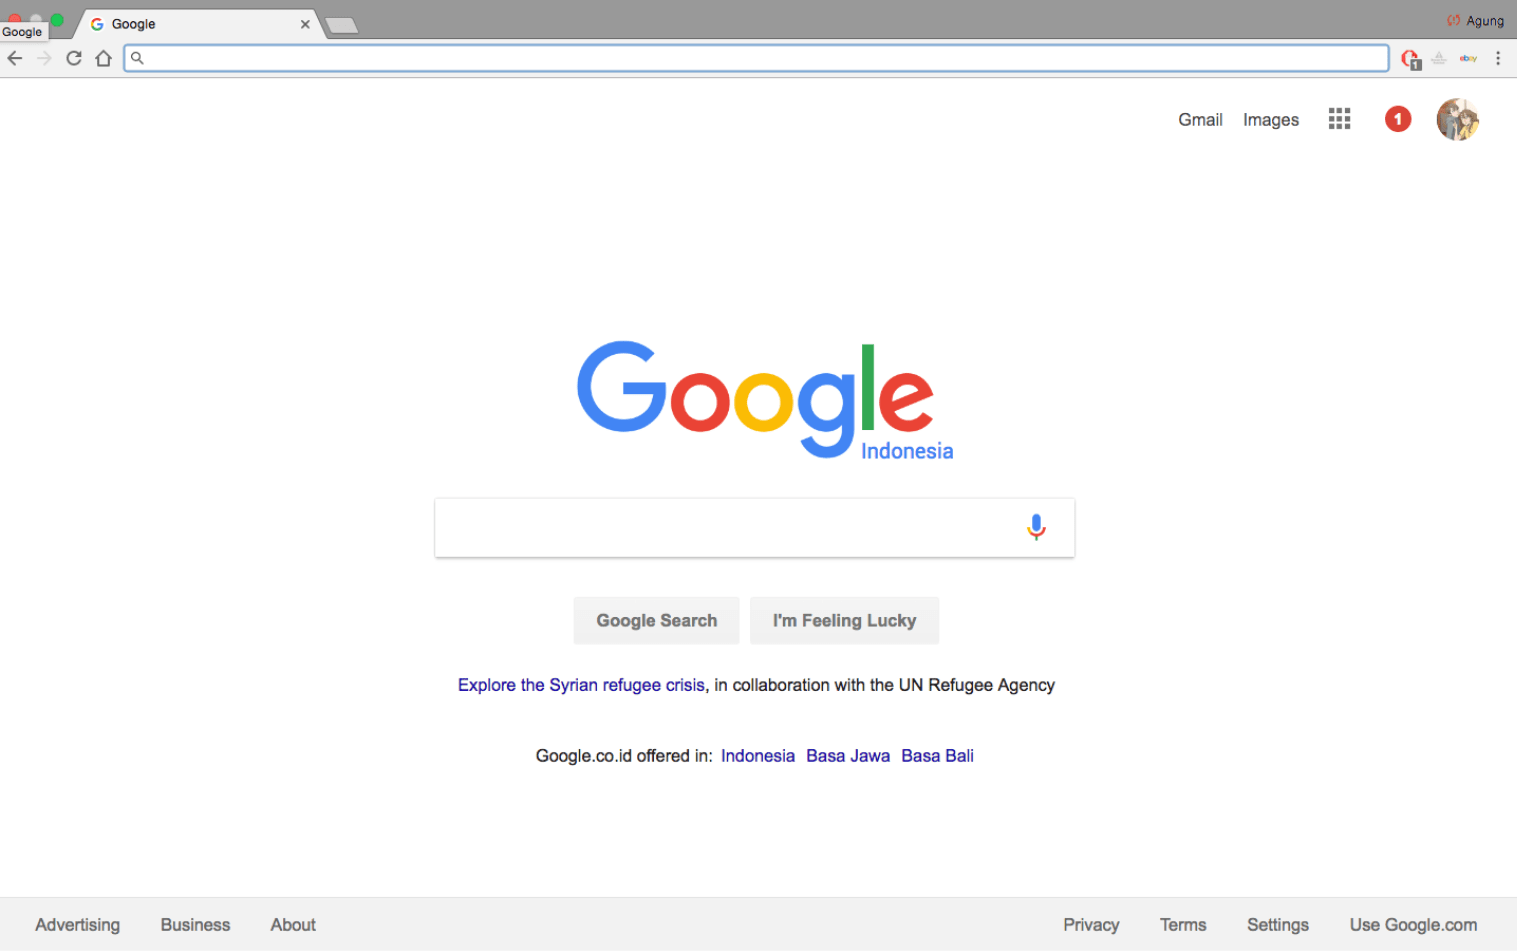 Google
Agung
Google
1
ebay
Gmail Images
1
Google
Indonesia
Google Search I'm Feeling Lucky
Explore the Syrian refugee crisis, in collaboration with the UN Refugee Agency
Google.co.id offered in: Indonesia Basa Jawa Basa Bali
Advertising Business About Privacy Terms Settings Use Google.com